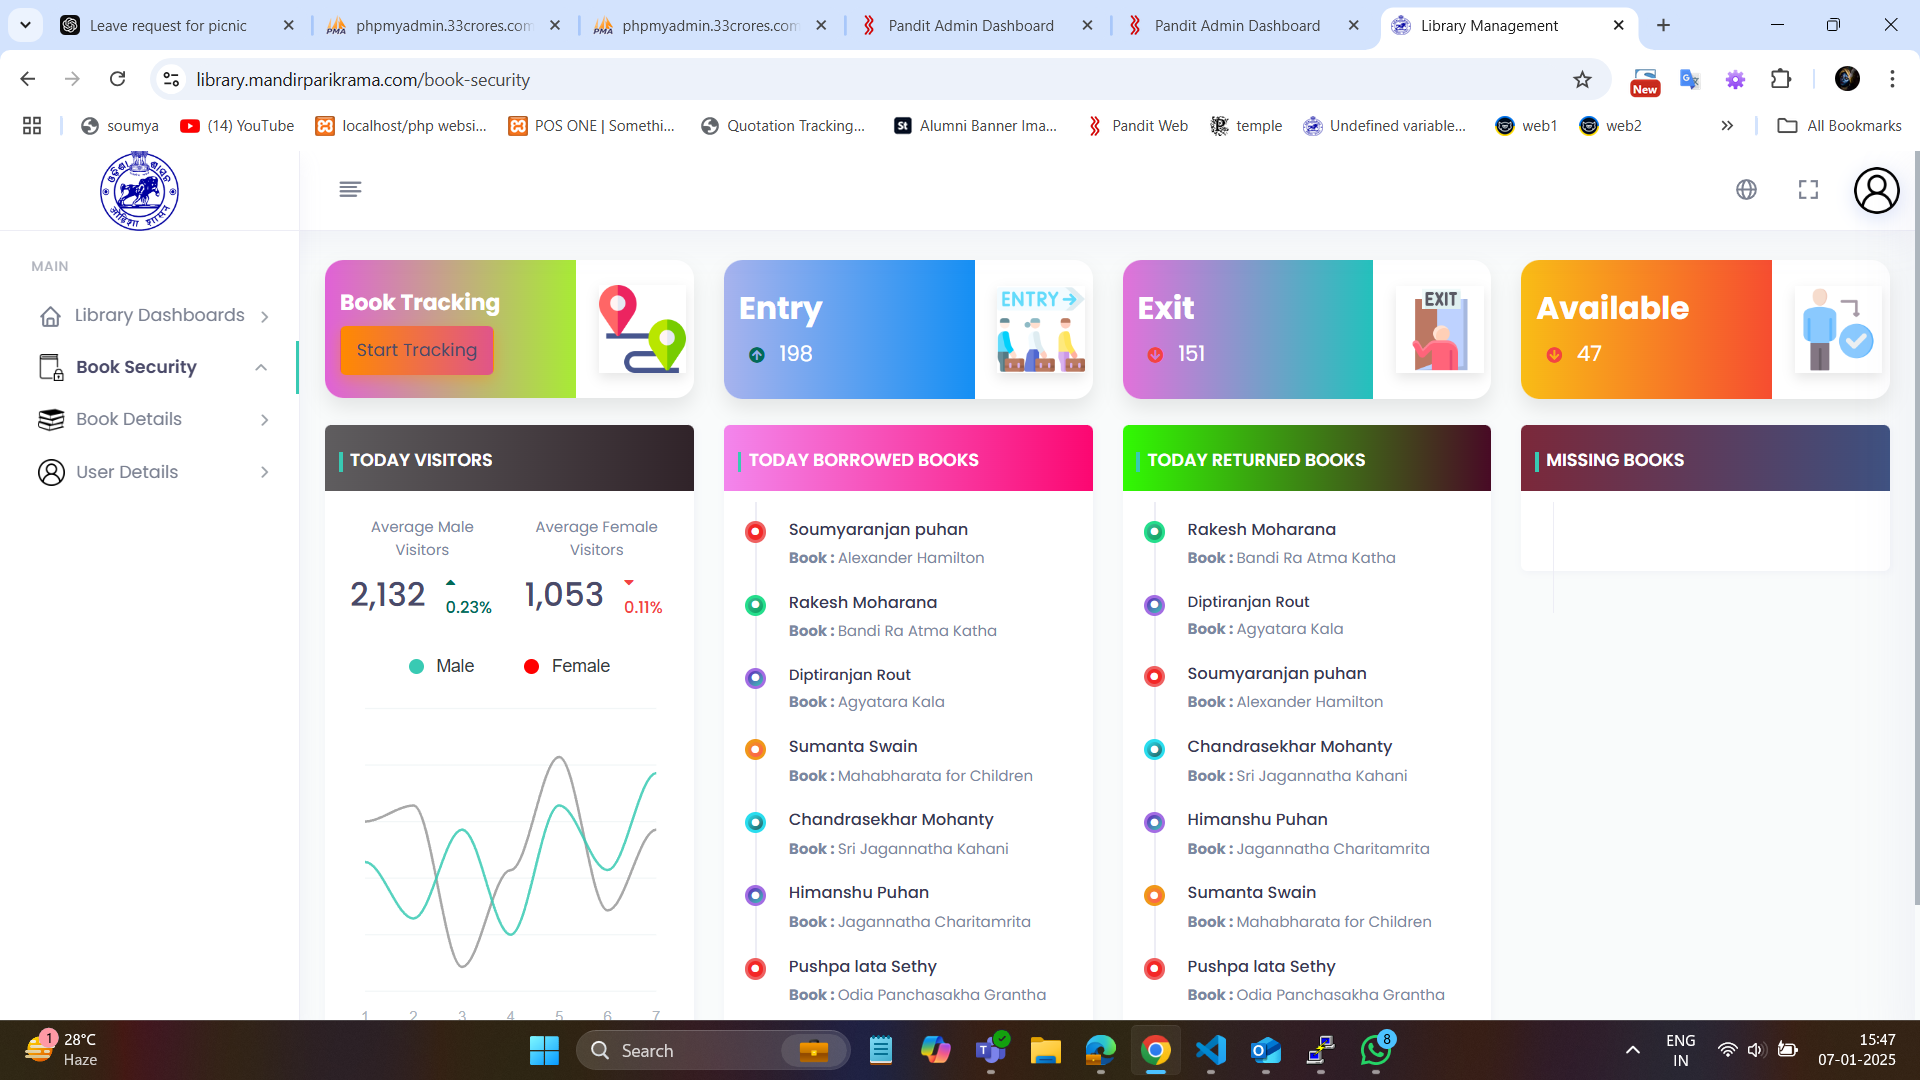 Leave request for picnic
phpmyadmin.33crores.com
phpmyadmin.33crores.com
Pandit Admin Dashboard
Pandit Admin Dashboard
Library Management
library.mandirparikrama.com/book-security
New
soumya
(14) YouTube
localhost/php websi...
POS ONE | Somethi...
Quotation Tracking...
Alumni Banner Ima...
Pandit Web
temple
Undefined variable...
web1
web2
All Bookmarks
MAIN
Library Dashboards
Book Security
Book Details
User Details
Book Tracking
Start Tracking
Entry
198
ENTRY
Exit
151
EXIT
Available
47
TODAY VISITORS
Average Male
Visitors
2,132
0.23%
Average Female
Visitors
1,053
0.11%
Male
Female
1 2 3 4 5 6 7
TODAY BORROWED BOOKS
Soumyaranjan puhan
Book : Alexander Hamilton
Rakesh Moharana
Book : Bandi Ra Atma Katha
Diptiranjan Rout
Book : Agyatara Kala
Sumanta Swain
Book : Mahabharata for Children
Chandrasekhar Mohanty
Book : Sri Jagannatha Kahani
Himanshu Puhan
Book : Jagannatha Charitamrita
Pushpa lata Sethy
Book : Odia Panchasakha Grantha
TODAY RETURNED BOOKS
Rakesh Moharana
Book : Bandi Ra Atma Katha
Diptiranjan Rout
Book : Agyatara Kala
Soumyaranjan puhan
Book : Alexander Hamilton
Chandrasekhar Mohanty
Book : Sri Jagannatha Kahani
Himanshu Puhan
Book : Jagannatha Charitamrita
Sumanta Swain
Book : Mahabharata for Children
Pushpa lata Sethy
Book : Odia Panchasakha Grantha
MISSING BOOKS
1
28°C
Haze
Search
8
ENG
IN
15:47
07-01-2025